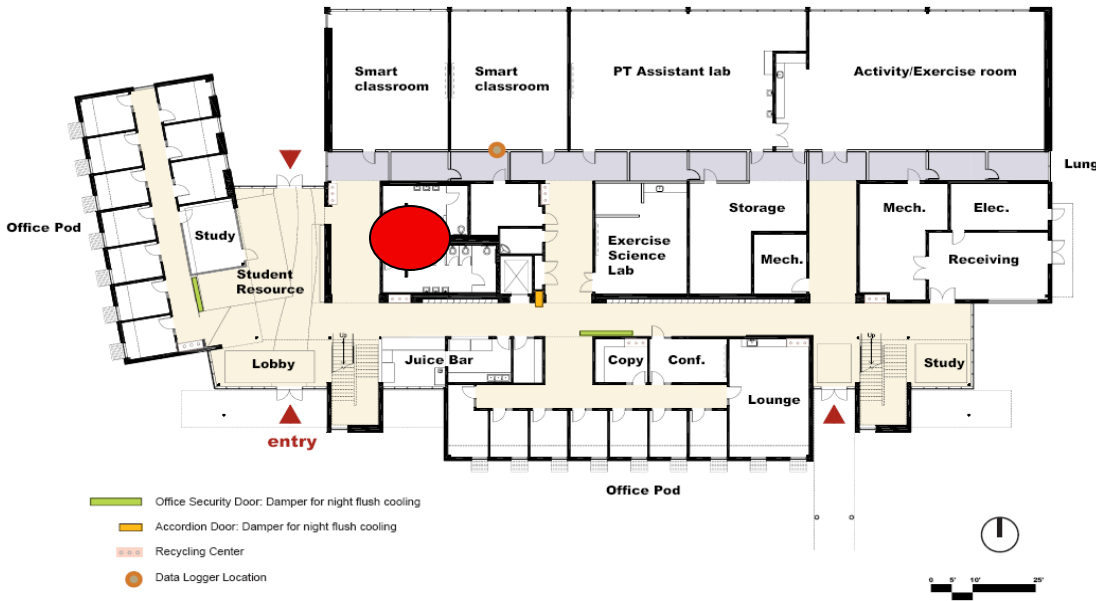 Smart
classroom
Smart
classroom
PT Assistant lab
Activity/Exercise room
Lung
Office Pod
Study
Student
Resource
Exercise
Science
Lab
Storage
Mech.
Mech.
Elec.
Receiving
Up
Up
Lobby
Juice Bar
Copy
Conf.
Lounge
Study
entry
Office Pod
Office Security Door: Damper for night flush cooling
Accordion Door: Damper for night flush cooling
Recycling Center
Data Logger Location
0 5' 10' 25'